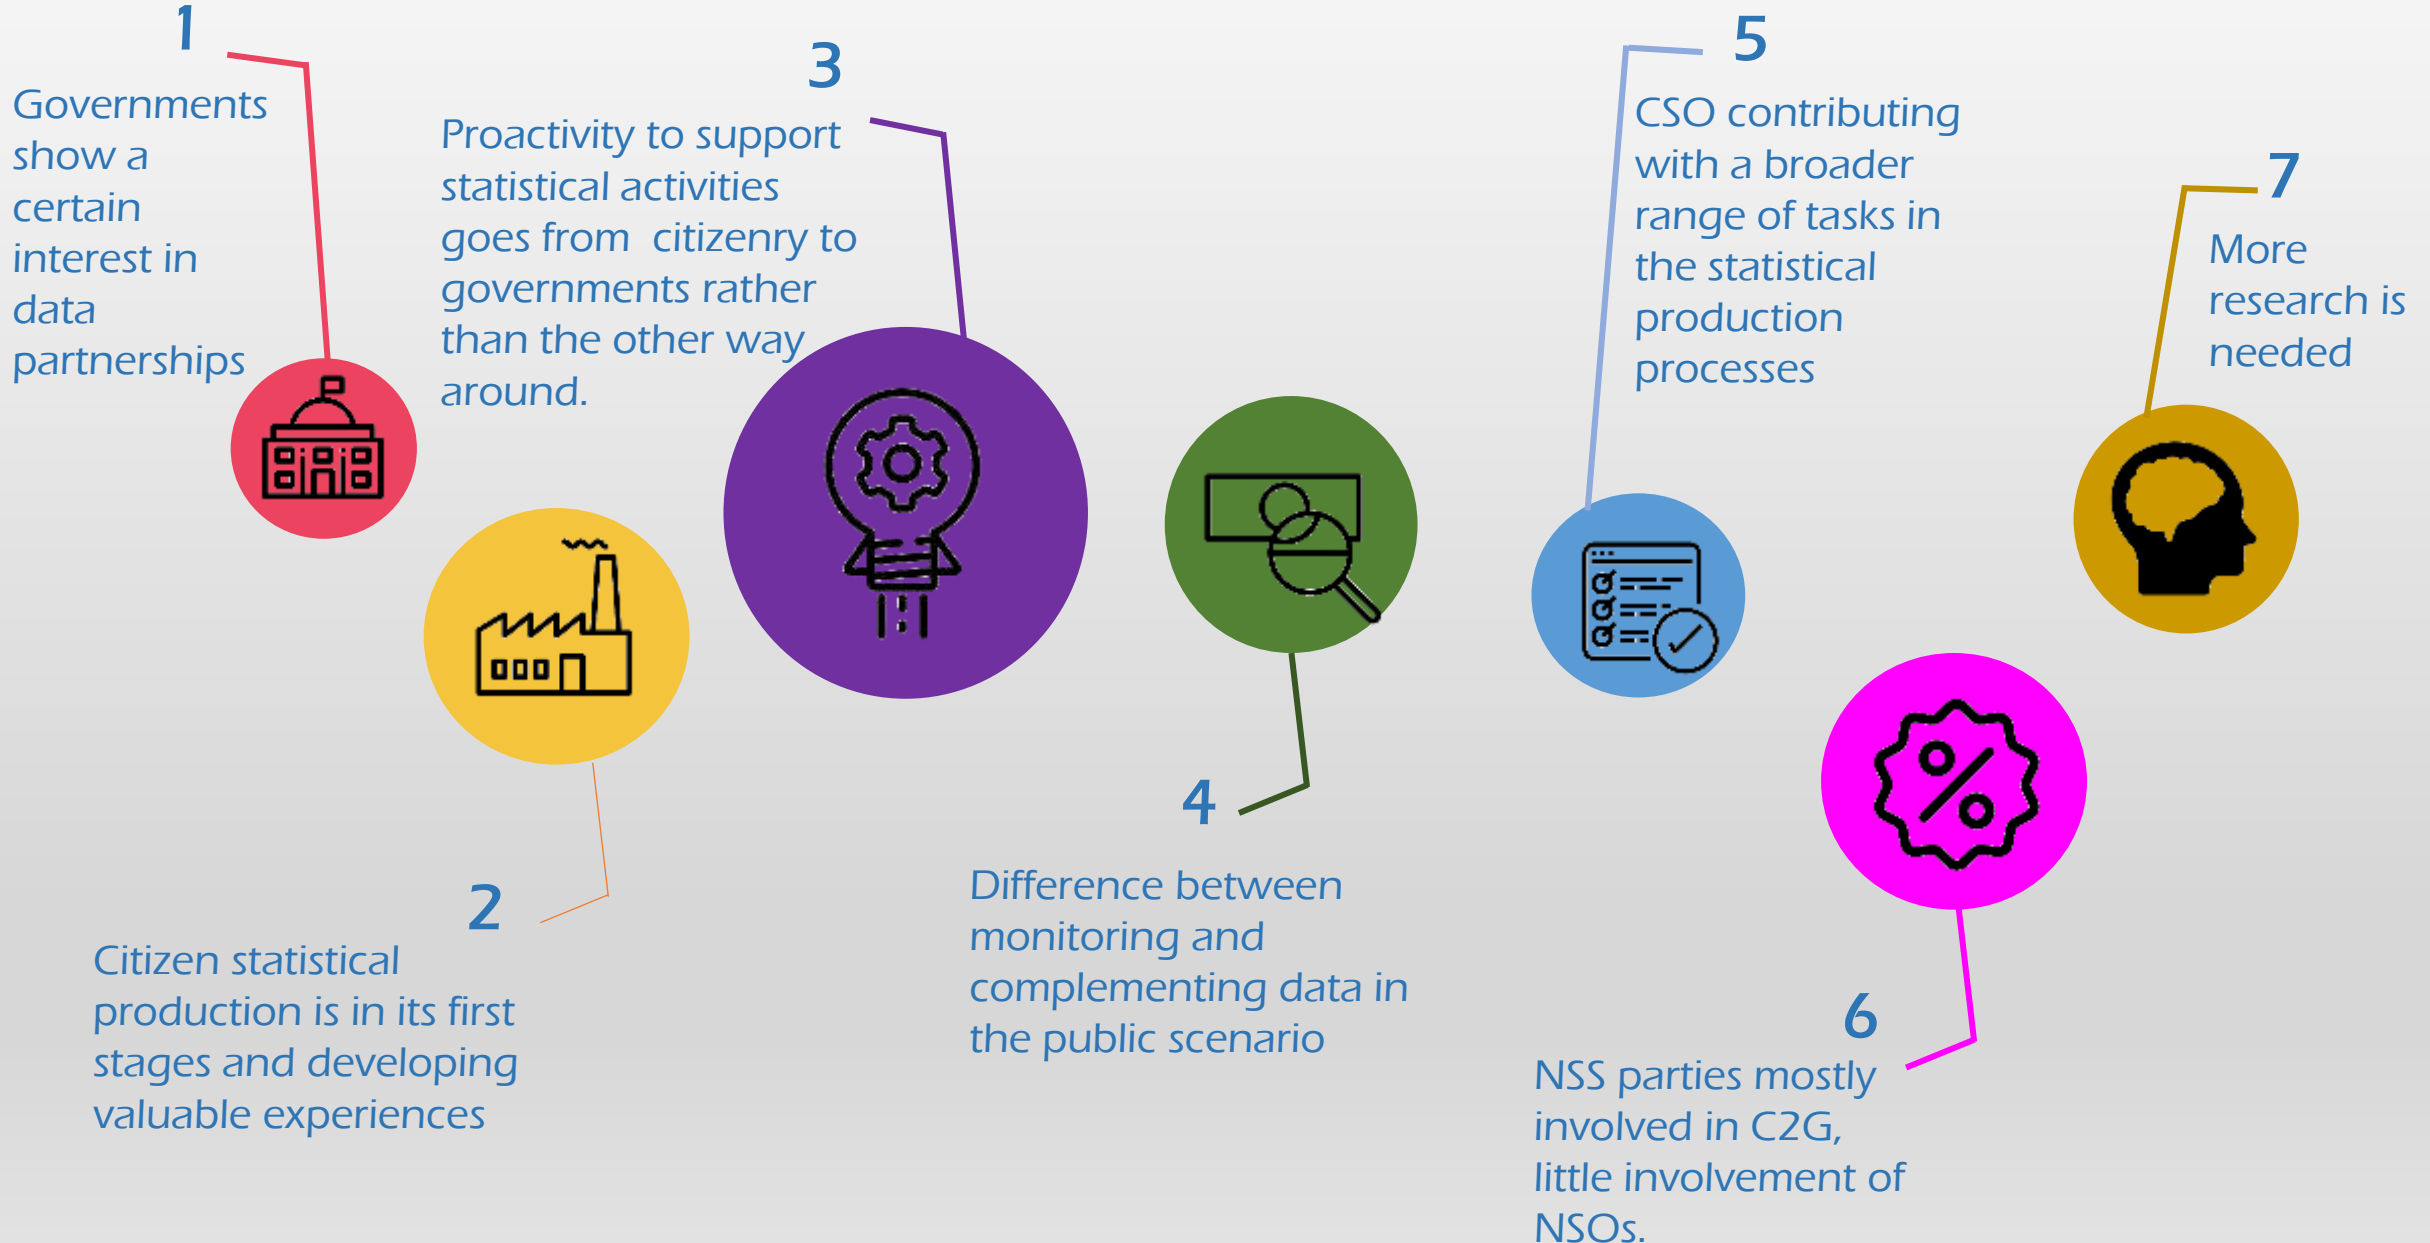 1
Governments
show a
certain
interest in
data
partnerships
2
Citizen statistical
production is in its first
stages and developing
valuable experiences
3
Proactivity to support
statistical activities
goes from  citizenry to
governments rather
than the other way
around.
4
Difference between
monitoring and
complementing data in
the public scenario
5
CSO contributing
with a broader
range of tasks in
the statistical
production
processes
6
NSS parties mostly
involved in C2G,
little involvement of
NSOs.
7
More
research is
needed